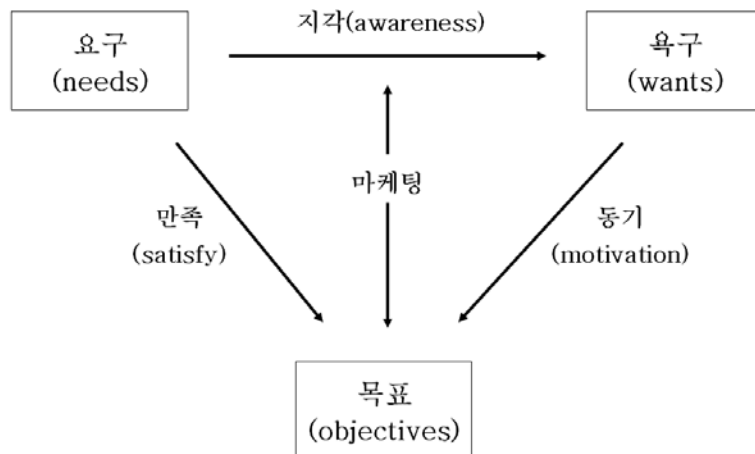 지각(awareness)
요구
(needs)
욕구
(wants)
마케팅
만족
(satisfy)
동기
(motivation)
목표
(objectives)